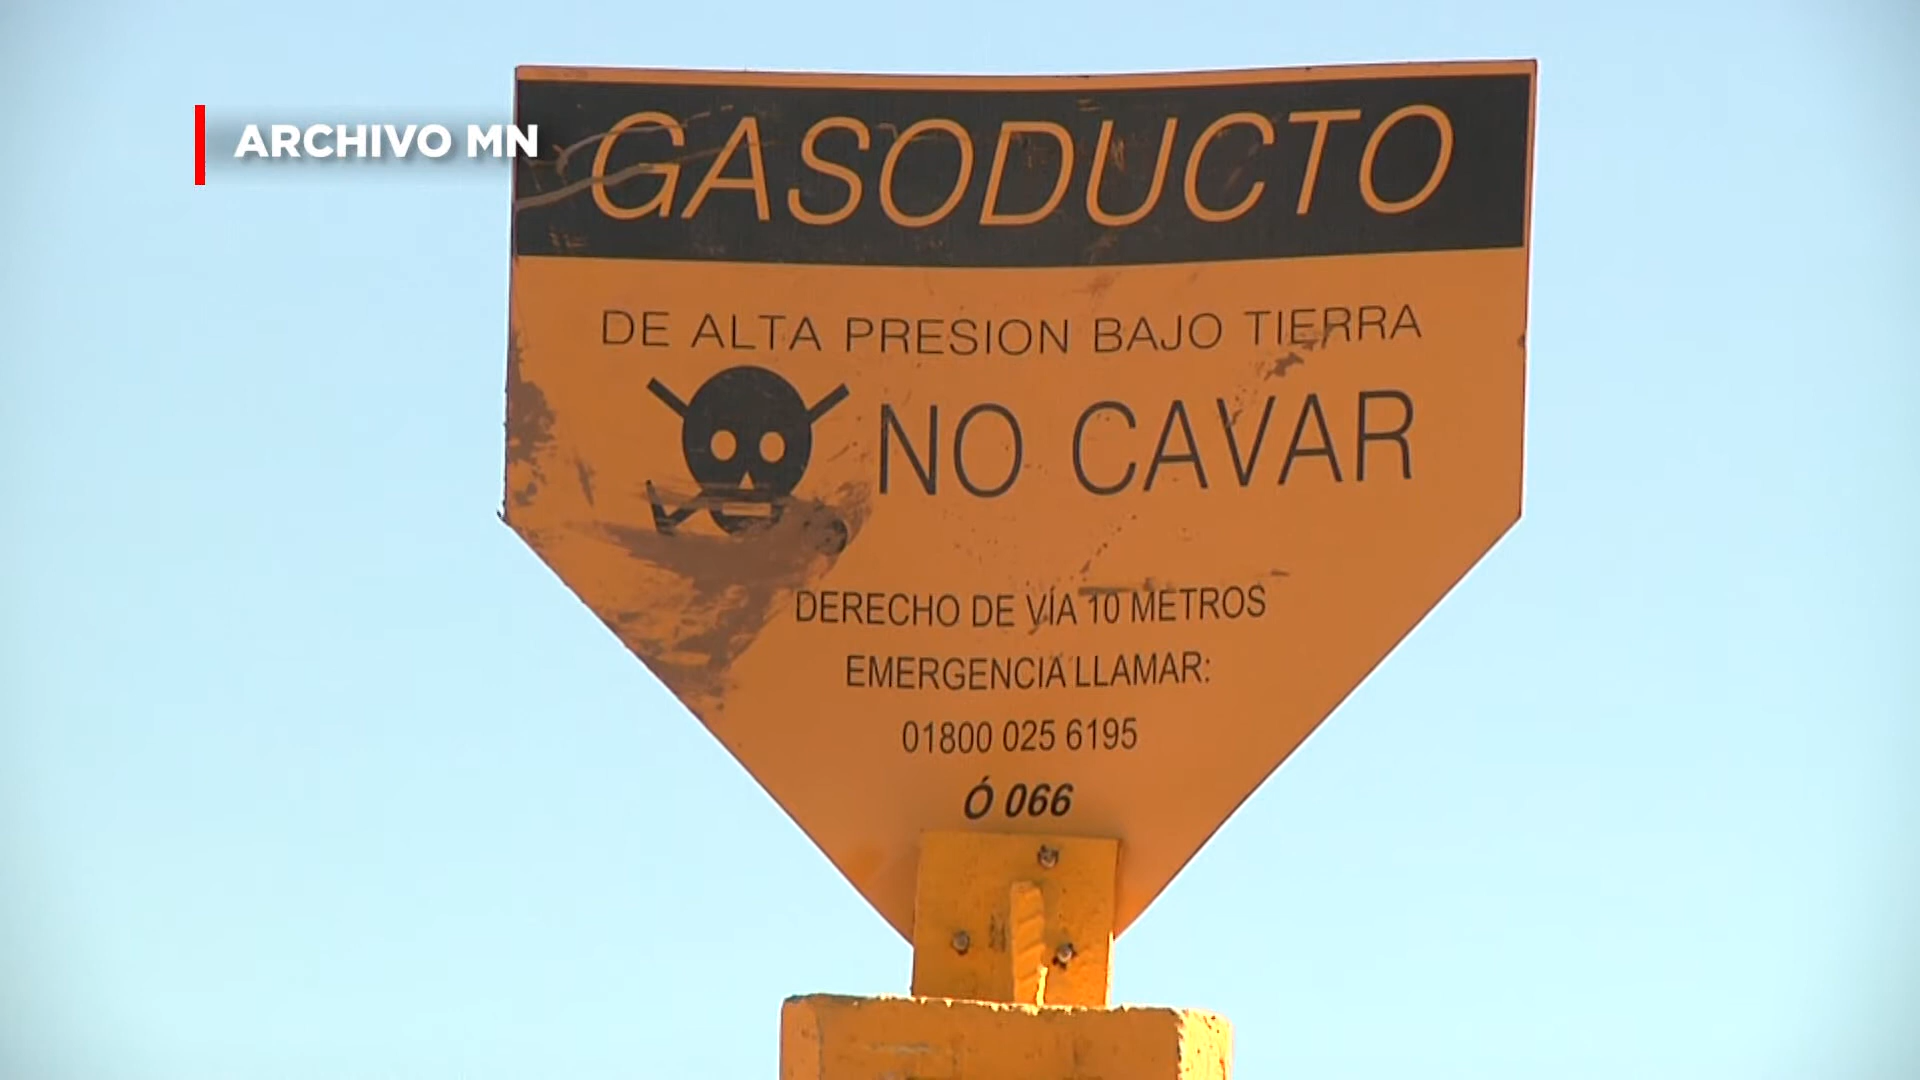 ARCHIVO MN
GASODUCTO
DE ALTA PRESION BAJO TIERRA
NO CAVAR
DERECHO DE VÍA 10 METROS
EMERGENCIA LLAMAR:
01800 025 6195
Ó 066